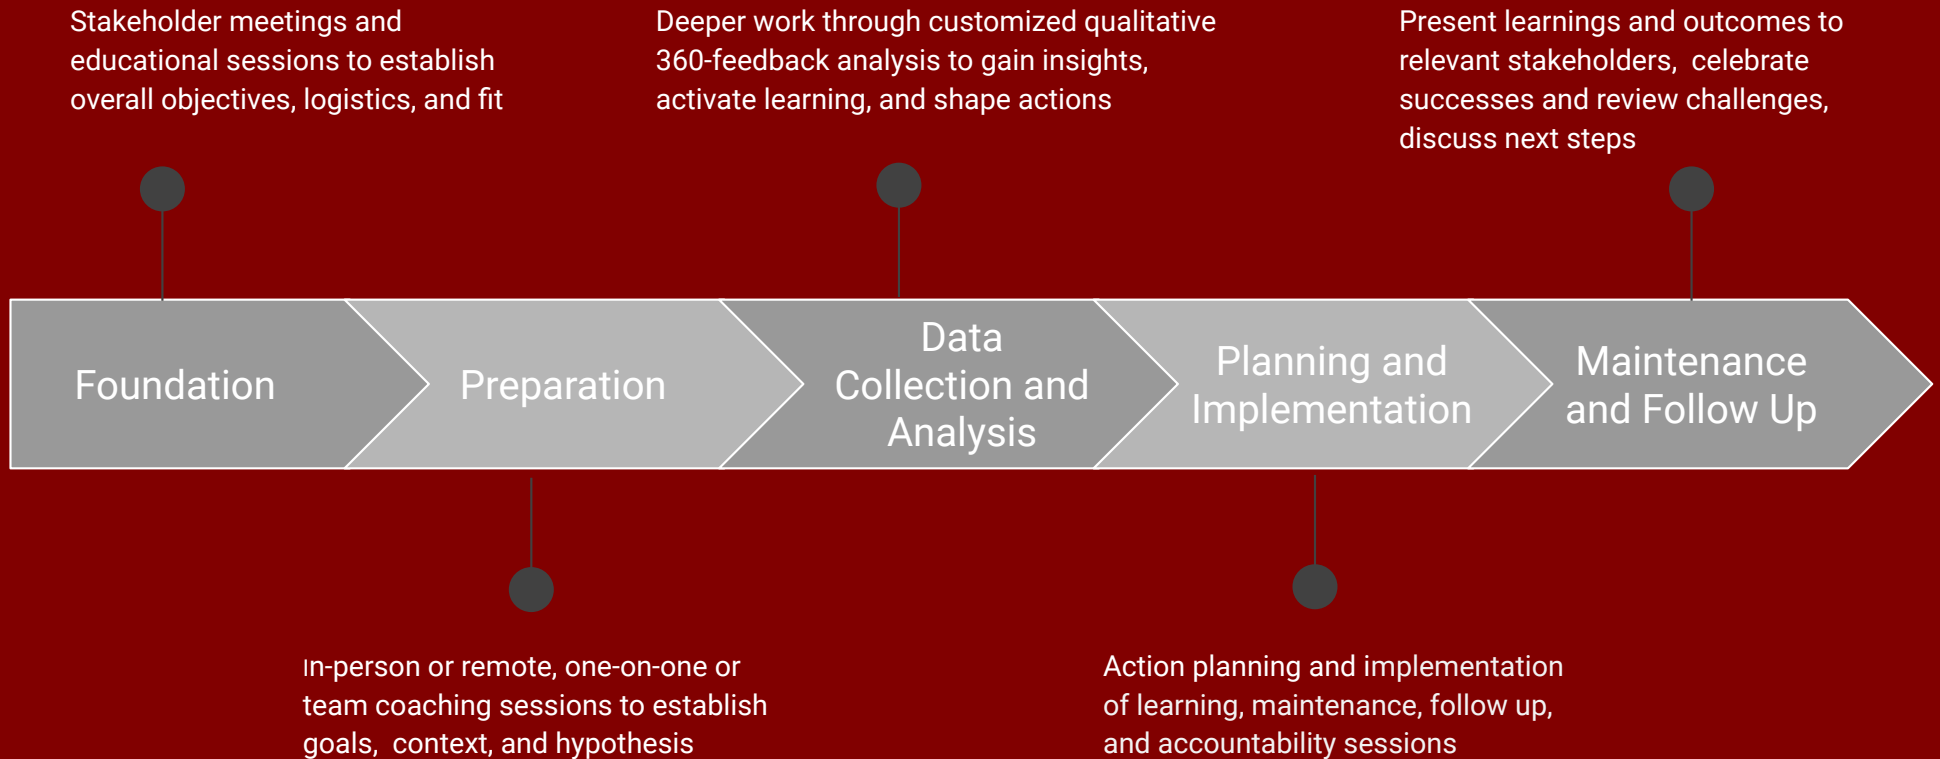 Stakeholder meetings and
educational sessions to establish
overall objectives, logistics, and fit
Deeper work through customized qualitative
360-feedback analysis to gain insights,
activate learning, and shape actions
Present learnings and outcomes to
relevant stakeholders,  celebrate
successes and review challenges,
discuss next steps
Foundation
Preparation
Data
Collection and
Analysis
Planning and
Implementation
Maintenance
and Follow Up
In-person or remote, one-on-one or
team coaching sessions to establish
goals,  context, and hypothesis
Action planning and implementation
of learning, maintenance, follow up,
and accountability sessions